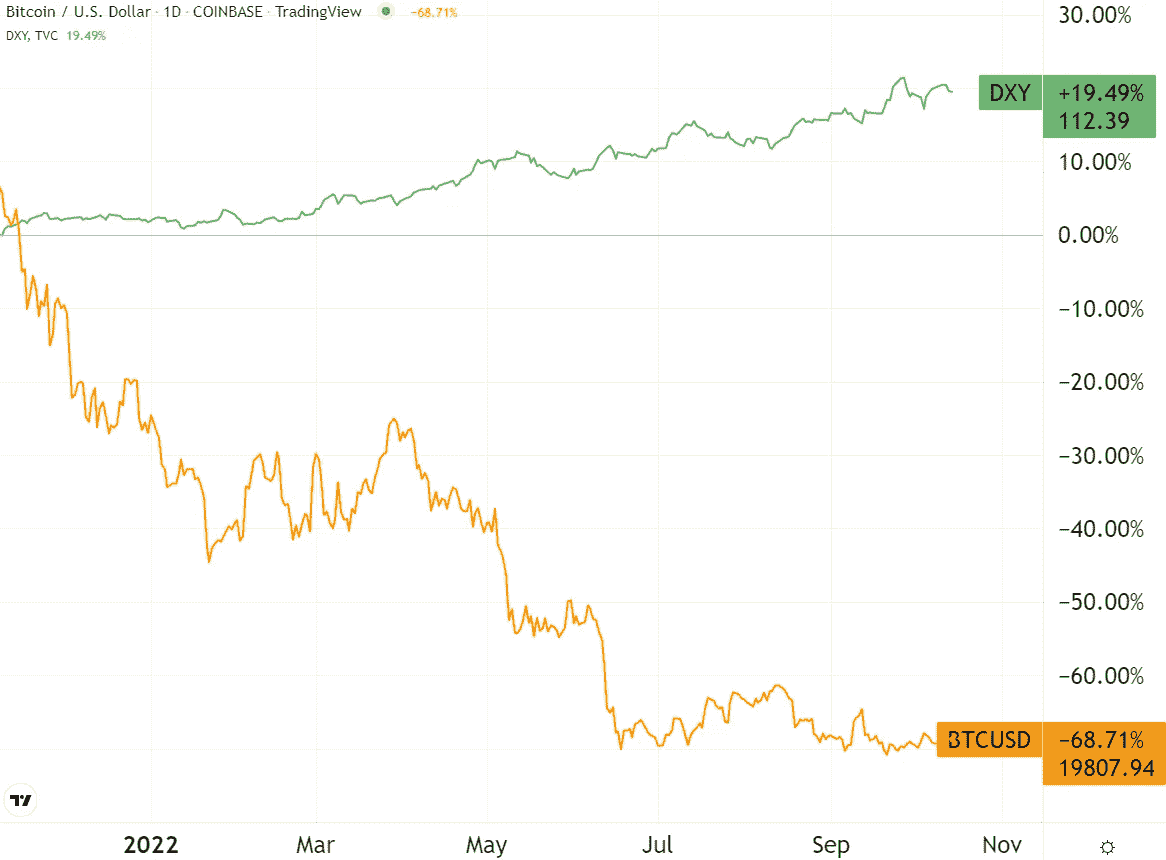 Bitcoin / U.S. Dollar · 1D · COINBASE · TradingView −68.71%
DXY, TVC 19.49%
30.00%
DXY +19.49%
112.39
10.00%
0.00%
−10.00%
−20.00%
−30.00%
−40.00%
−50.00%
−60.00%
BTCUSD −68.71%
19807.94
2022 Mar May Jul Sep Nov